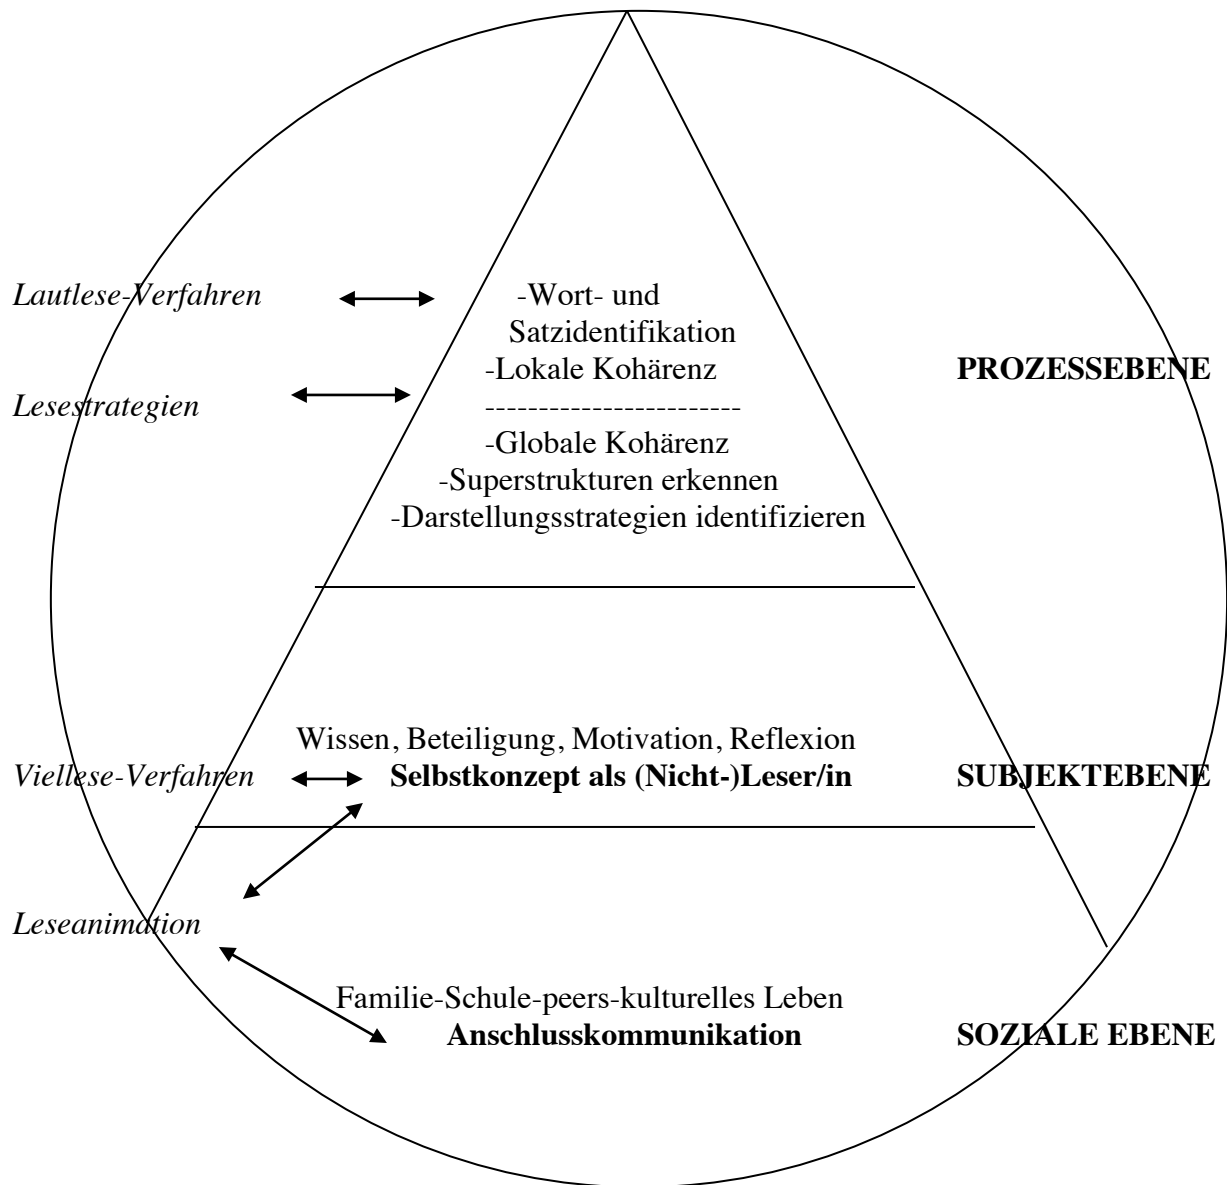 Lautlese-Verfahren
-Wort- und
Satzidentifikation
-Lokale Kohärenz
PROZESSEBENE
Lesestrategien
------------------------
-Globale Kohärenz
-Superstrukturen erkennen
-Darstellungsstrategien identifizieren
Wissen, Beteiligung, Motivation, Reflexion
Viellese-Verfahren
Selbstkonzept als (Nicht-)Leser/in
SUBJEKTEBENE
Leseanimation
Familie-Schule-peers-kulturelles Leben
Anschlusskommunikation
SOZIALE EBENE